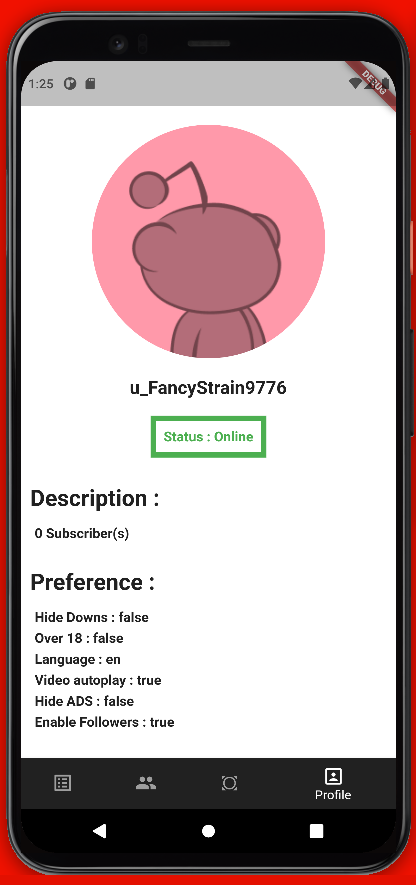 1:25
DEBUG
u_FancyStrain9776
Status : Online
Description :
0 Subscriber(s)
Preference :
Hide Downs : false
Over 18 : false
Language : en
Video autoplay : true
Hide ADS : false
Enable Followers : true
Profile